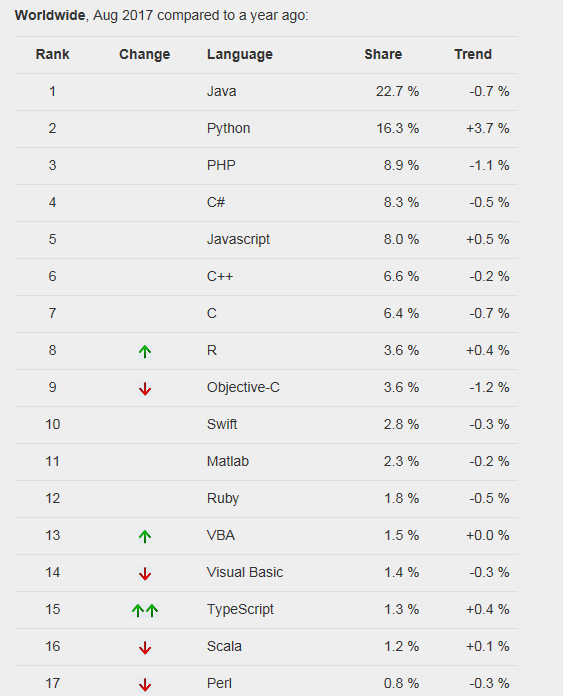 Worldwide, Aug 2017 compared to a year ago:
Rank Change Language Share Trend
1 Java 22.7 % -0.7 %
2 Python 16.3 % +3.7 %
3 PHP 8.9 % -1.1 %
4 C# 8.3 % -0.5 %
5 Javascript 8.0 % +0.5 %
6 C++ 6.6 % -0.2 %
7 C 6.4 % -0.7 %
8 ↑ R 3.6 % +0.4 %
9 ↓ Objective-C 3.6 % -1.2 %
10 Swift 2.8 % -0.3 %
11 Matlab 2.3 % -0.2 %
12 Ruby 1.8 % -0.5 %
13 ↑ VBA 1.5 % +0.0 %
14 ↓ Visual Basic 1.4 % -0.3 %
15 ↑↑ TypeScript 1.3 % +0.4 %
16 ↓ Scala 1.2 % +0.1 %
17 ↓ Perl 0.8 % -0.3 %